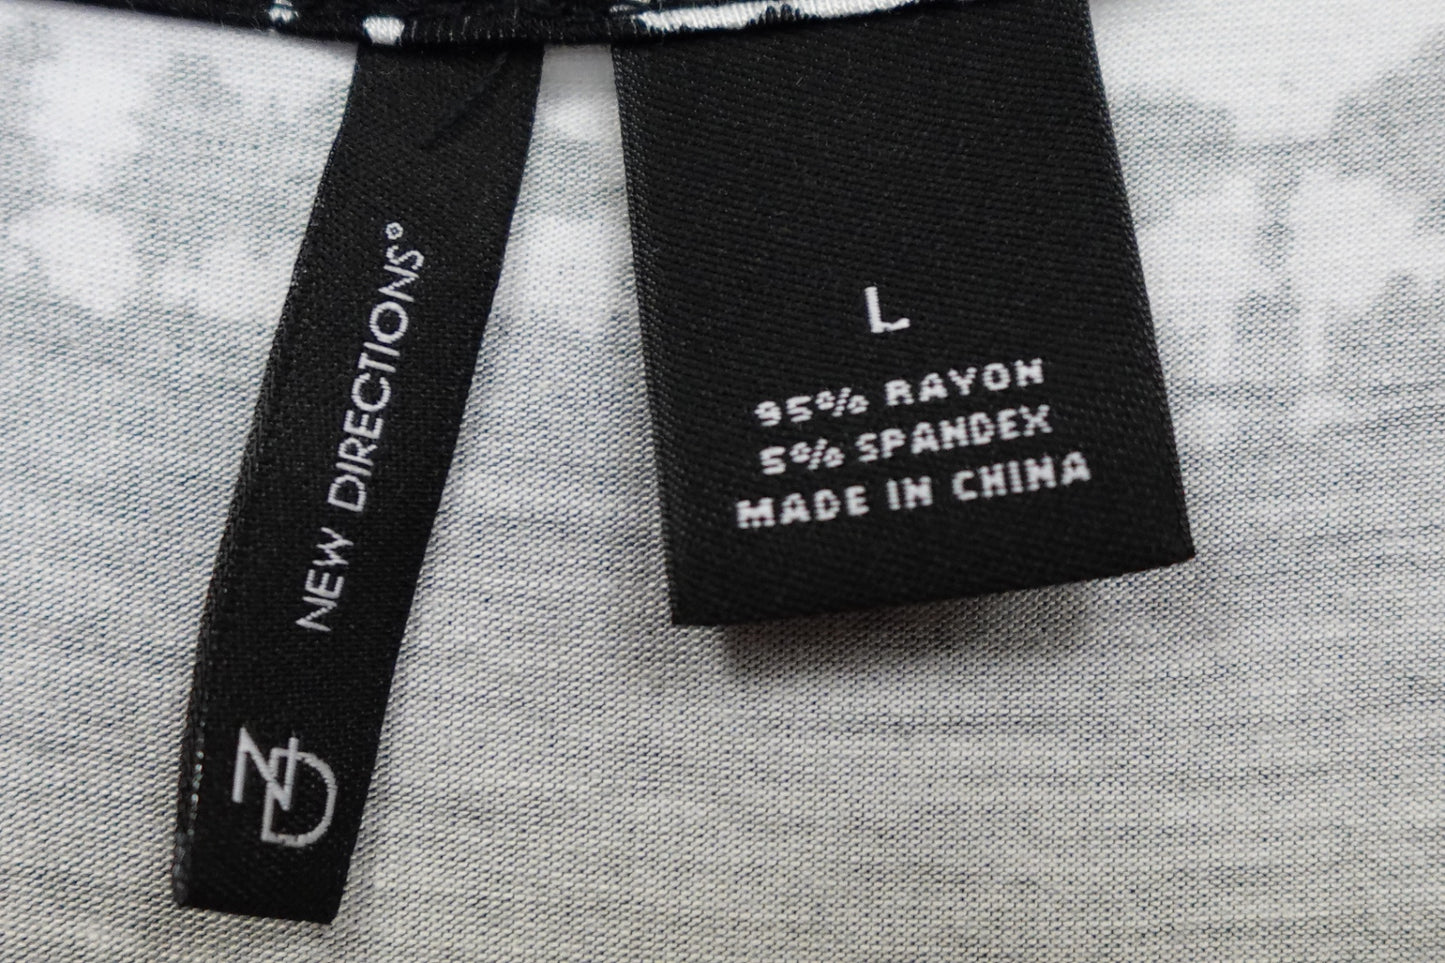 NEW DIRECTIONS°
ND
L
95% RAYON
5% SPANDEX
MADE IN CHINA